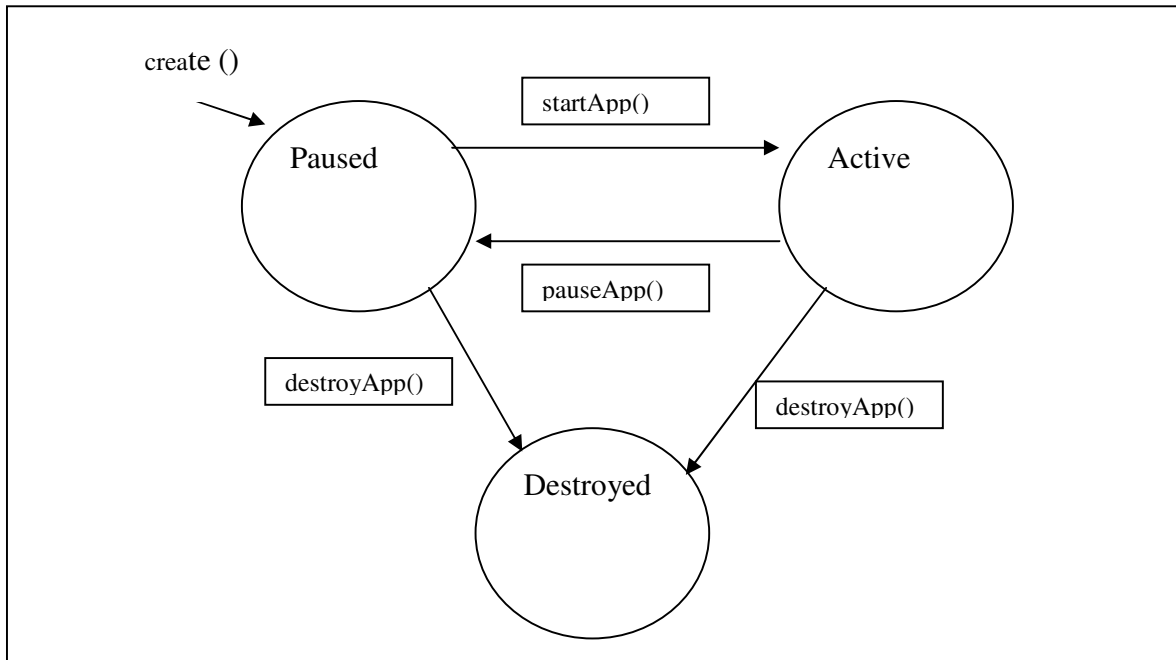 create ()
startApp()
Paused
Active
pauseApp()
destroyApp()
destroyApp()
Destroyed